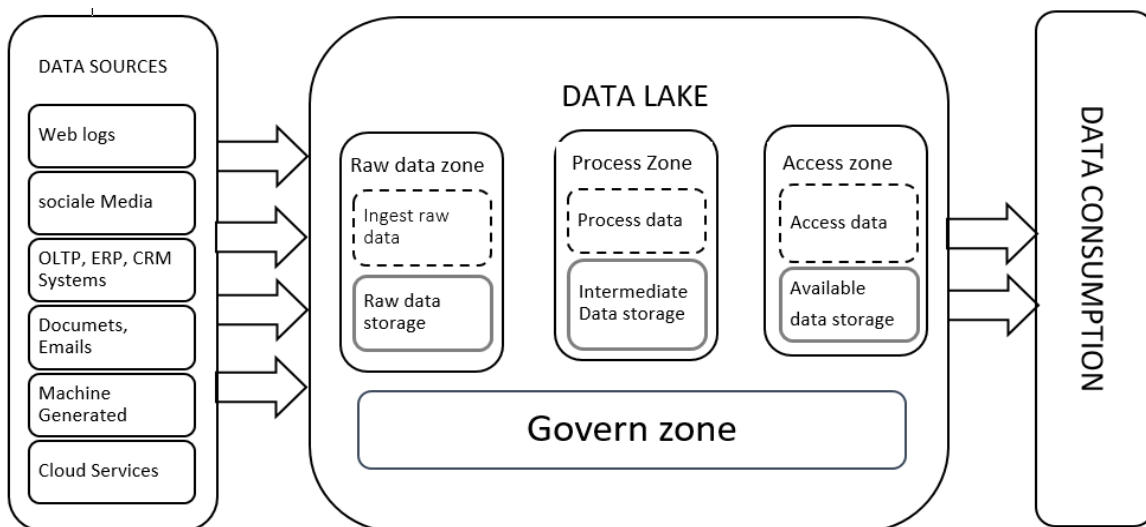 DATA SOURCES
Web logs
sociale Media
OLTP, ERP, CRM
Systems
Documets,
Emails
Machine
Generated
Cloud Services
DATA LAKE
Raw data zone
Ingest raw
data
Raw data
storage
Process Zone
Process data
Intermediate
Data storage
Access zone
Access data
Available
data storage
Govern zone
DATA CONSUMPTION